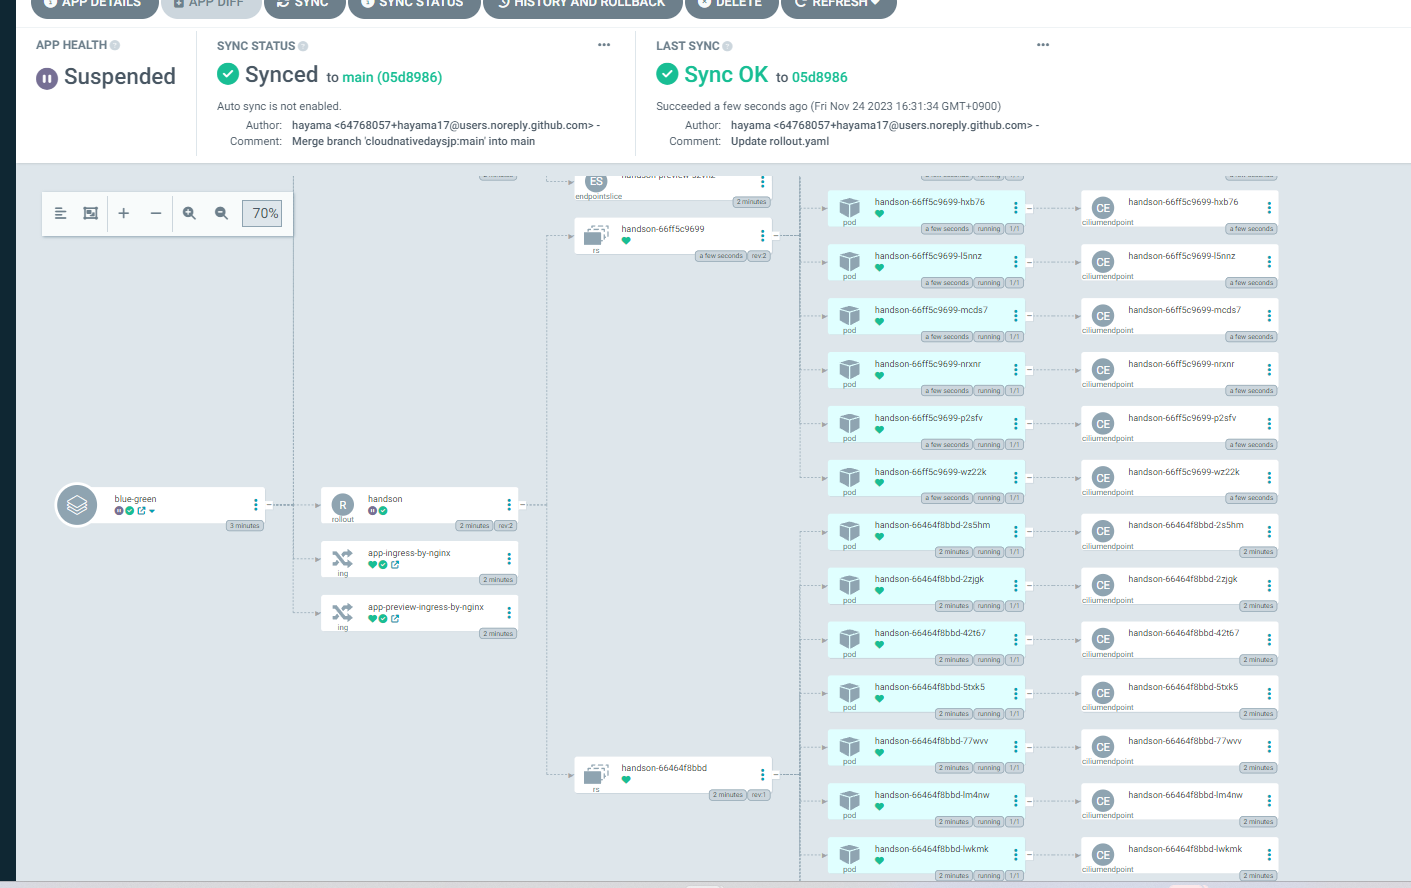 APP DETAILS
APP DIFF
SYNC
SYNC STATUS
HISTORY AND ROLLBACK
DELETE
REFRESH
APP HEALTH
Suspended
SYNC STATUS
Synced to main (05d8986)
Auto sync is not enabled.
Author: hayama <64768057+hayama17@users.noreply.github.com> -
Comment: Merge branch 'cloudnativedaysjp:main' into main
LAST SYNC
Sync OK to 05d8986
Succeeded a few seconds ago (Fri Nov 24 2023 16:31:34 GMT+0900)
Author: hayama <64768057+hayama17@users.noreply.github.com> -
Comment: Update rollout.yaml
70%
blue-green
3 minutes
R
rollout
handson
2 minutes rev:2
ing
app-ingress-by-nginx
2 minutes
ing
app-preview-ingress-by-nginx
2 minutes
ES
endpointslice
2 minutes
rs
handson-66ff5c9699
a few seconds rev:2
rs
handson-66464f8bbd
2 minutes rev:1
pod
handson-66ff5c9699-hxb76
a few seconds running 1/1
CE
ciliumendpoint
handson-66ff5c9699-hxb76
a few seconds
pod
handson-66ff5c9699-l5nnz
a few seconds running 1/1
CE
ciliumendpoint
handson-66ff5c9699-l5nnz
a few seconds
pod
handson-66ff5c9699-mcds7
a few seconds running 1/1
CE
ciliumendpoint
handson-66ff5c9699-mcds7
a few seconds
pod
handson-66ff5c9699-nrxnr
a few seconds running 1/1
CE
ciliumendpoint
handson-66ff5c9699-nrxnr
a few seconds
pod
handson-66ff5c9699-p2sfv
a few seconds running 1/1
CE
ciliumendpoint
handson-66ff5c9699-p2sfv
a few seconds
pod
handson-66ff5c9699-wz22k
a few seconds running 1/1
CE
ciliumendpoint
handson-66ff5c9699-wz22k
a few seconds
pod
handson-66464f8bbd-2s5hm
2 minutes running 1/1
CE
ciliumendpoint
handson-66464f8bbd-2s5hm
2 minutes
pod
handson-66464f8bbd-2zjgk
2 minutes running 1/1
CE
ciliumendpoint
handson-66464f8bbd-2zjgk
2 minutes
pod
handson-66464f8bbd-42t67
2 minutes running 1/1
CE
ciliumendpoint
handson-66464f8bbd-42t67
2 minutes
pod
handson-66464f8bbd-5txk5
2 minutes running 1/1
CE
ciliumendpoint
handson-66464f8bbd-5txk5
2 minutes
pod
handson-66464f8bbd-77wvv
2 minutes running 1/1
CE
ciliumendpoint
handson-66464f8bbd-77wvv
2 minutes
pod
handson-66464f8bbd-lm4nw
2 minutes running 1/1
CE
ciliumendpoint
handson-66464f8bbd-lm4nw
2 minutes
pod
handson-66464f8bbd-lwkmk
2 minutes running 1/1
CE
ciliumendpoint
handson-66464f8bbd-lwkmk
2 minutes